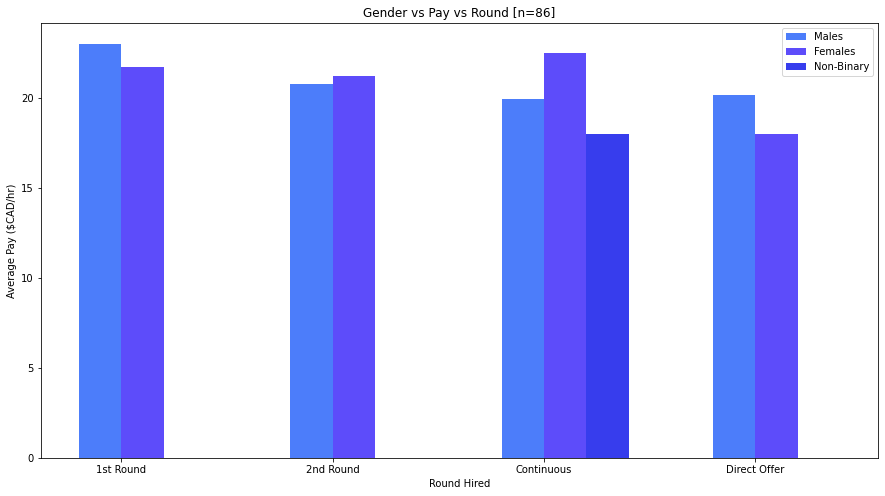 Gender vs Pay vs Round [n=86]
Males
Females
Non-Binary
Average Pay ($CAD/hr)
20
15
10
5
0
1st Round
2nd Round
Continuous
Direct Offer
Round Hired